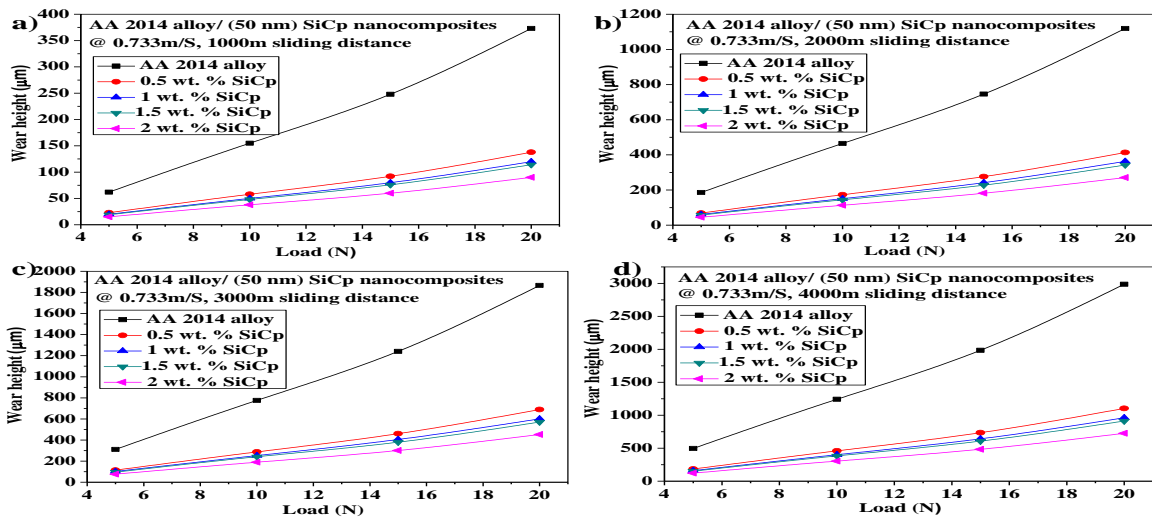 a)
AA 2014 alloy/ (50 nm) SiCp nanocomposites
@ 0.733m/S, 1000m sliding distance
AA 2014 alloy
0.5 wt. % SiCp
1 wt. % SiCp
1.5 wt. % SiCp
2 wt. % SiCp
Wear height (µm)
400
350
300
250
200
150
100
50
0
4 6 8 10 12 14 16 18 20
Load (N)
b)
AA 2014 alloy/ (50 nm) SiCp nanocomposites
@ 0.733m/S, 2000m sliding distance
AA 2014 alloy
0.5 wt. % SiCp
1 wt. % SiCp
1.5 wt. % SiCp
2 wt. % SiCp
Wear height (µm)
1200
1000
800
600
400
200
0
4 6 8 10 12 14 16 18 20
Load (N)
c)
AA 2014 alloy/ (50 nm) SiCp nanocomposites
@ 0.733m/S, 3000m sliding distance
AA 2014 alloy
0.5 wt. % SiCp
1 wt. % SiCp
1.5 wt. % SiCp
2 wt. % SiCp
Wear height (µm)
2000
1800
1600
1400
1200
1000
800
600
400
200
0
4 6 8 10 12 14 16 18 20
Load (N)
d)
AA 2014 alloy/ (50 nm) SiCp nanocomposites
@ 0.733m/S, 4000m sliding distance
AA 2014 alloy
0.5 wt. % SiCp
1 wt. % SiCp
1.5 wt. % SiCp
2 wt. % SiCp
Wear height (µm)
3000
2500
2000
1500
1000
500
0
4 6 8 10 12 14 16 18 20
Load (N)